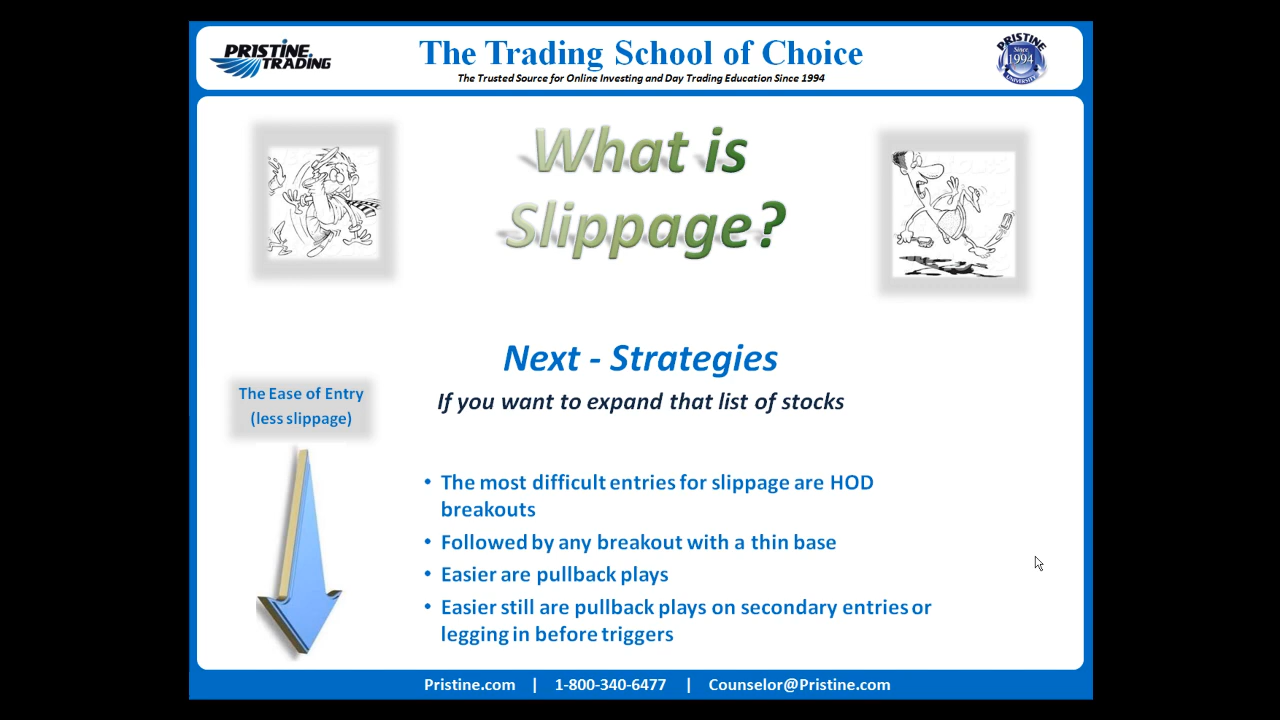 PRISTINE.
TRADING
The Trading School of Choice
The Trusted Source for Online Investing and Day Trading Education Since 1994
PRISTINE
Since
1994
UNIVERSITY
What is
Slippage?
Next - Strategies
If you want to expand that list of stocks
The Ease of Entry
(less slippage)
• The most difficult entries for slippage are HOD
breakouts
• Followed by any breakout with a thin base
• Easier are pullback plays
• Easier still are pullback plays on secondary entries or
legging in before triggers
Pristine.com | 1-800-340-6477 | Counselor@Pristine.com